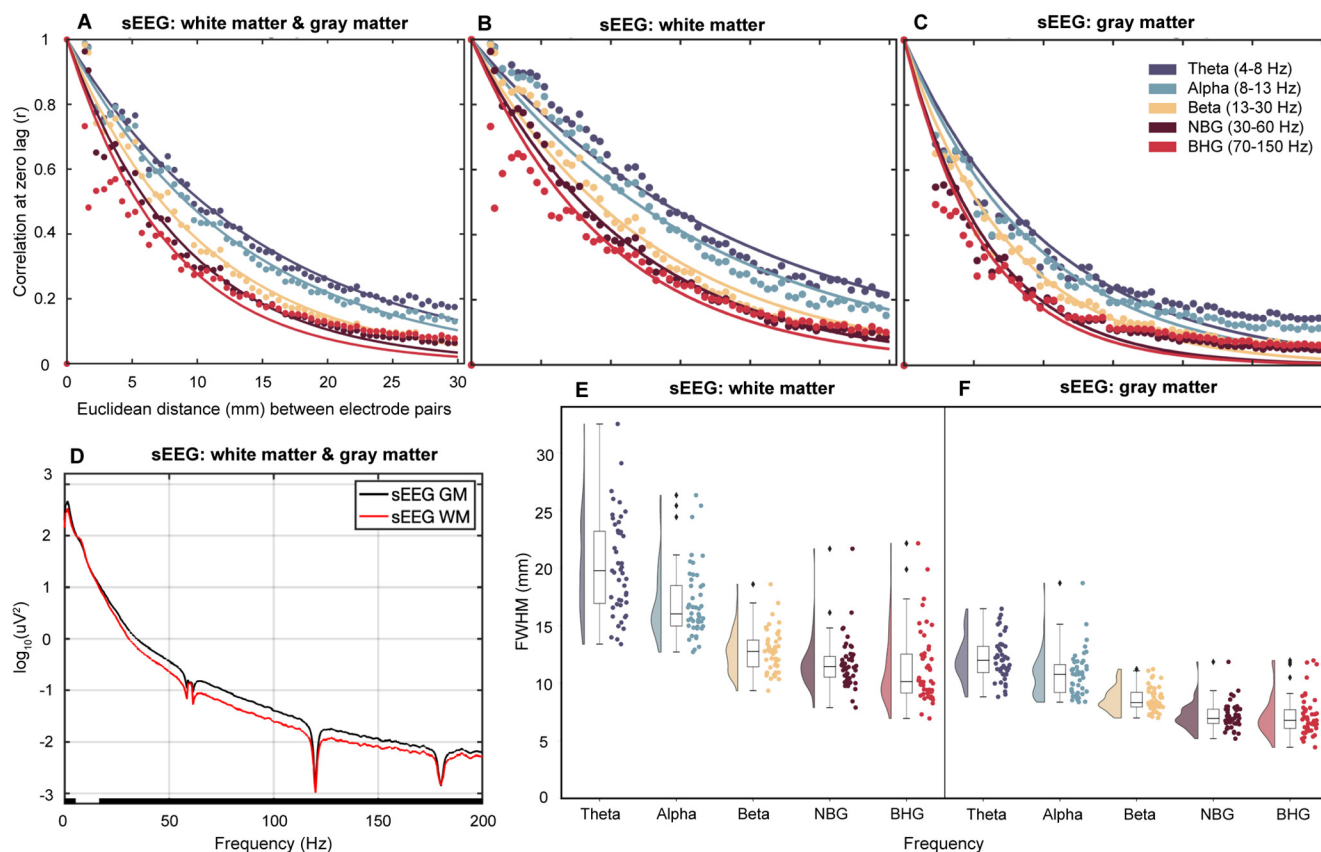 A sEEG: white matter & gray matter
B sEEG: white matter
C sEEG: gray matter
Theta (4-8 Hz)
Alpha (8-13 Hz)
Beta (13-30 Hz)
NBG (30-60 Hz)
BHG (70-150 Hz)
Correlation at zero lag (r)
1
0.8
0.6
0.4
0.2
0
0 5 10 15 20 25 30
Euclidean distance (mm) between electrode pairs
D sEEG: white matter & gray matter
sEEG GM
sEEG WM
log₁₀(uV²)
3
2
1
0
-1
-2
-3
0 50 100 150 200
Frequency (Hz)
E sEEG: white matter
F sEEG: gray matter
FWHM (mm)
30
25
20
15
10
5
0
Theta Alpha Beta NBG BHG Theta Alpha Beta NBG BHG
Frequency